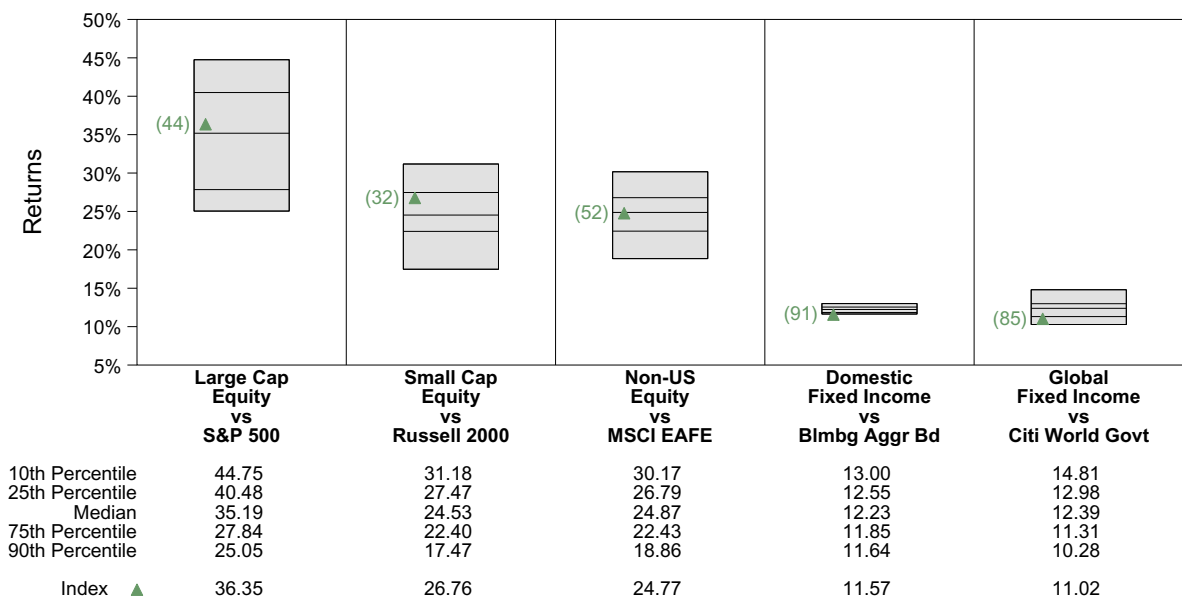 50%
45%
40%
35%
30%
25%
20%
15%
10%
5%
Returns
(44)
(32)
(52)
(91)
(85)
Large Cap
Equity
vs
S&P 500
Small Cap
Equity
vs
Russell 2000
Non-US
Equity
vs
MSCI EAFE
Domestic
Fixed Income
vs
Blmbg Aggr Bd
Global
Fixed Income
vs
Citi World Govt
10th Percentile 44.75 31.18 30.17 13.00 14.81
25th Percentile 40.48 27.47 26.79 12.55 12.98
Median 35.19 24.53 24.87 12.23 12.39
75th Percentile 27.84 22.40 22.43 11.85 11.31
90th Percentile 25.05 17.47 18.86 11.64 10.28
Index 36.35 26.76 24.77 11.57 11.02